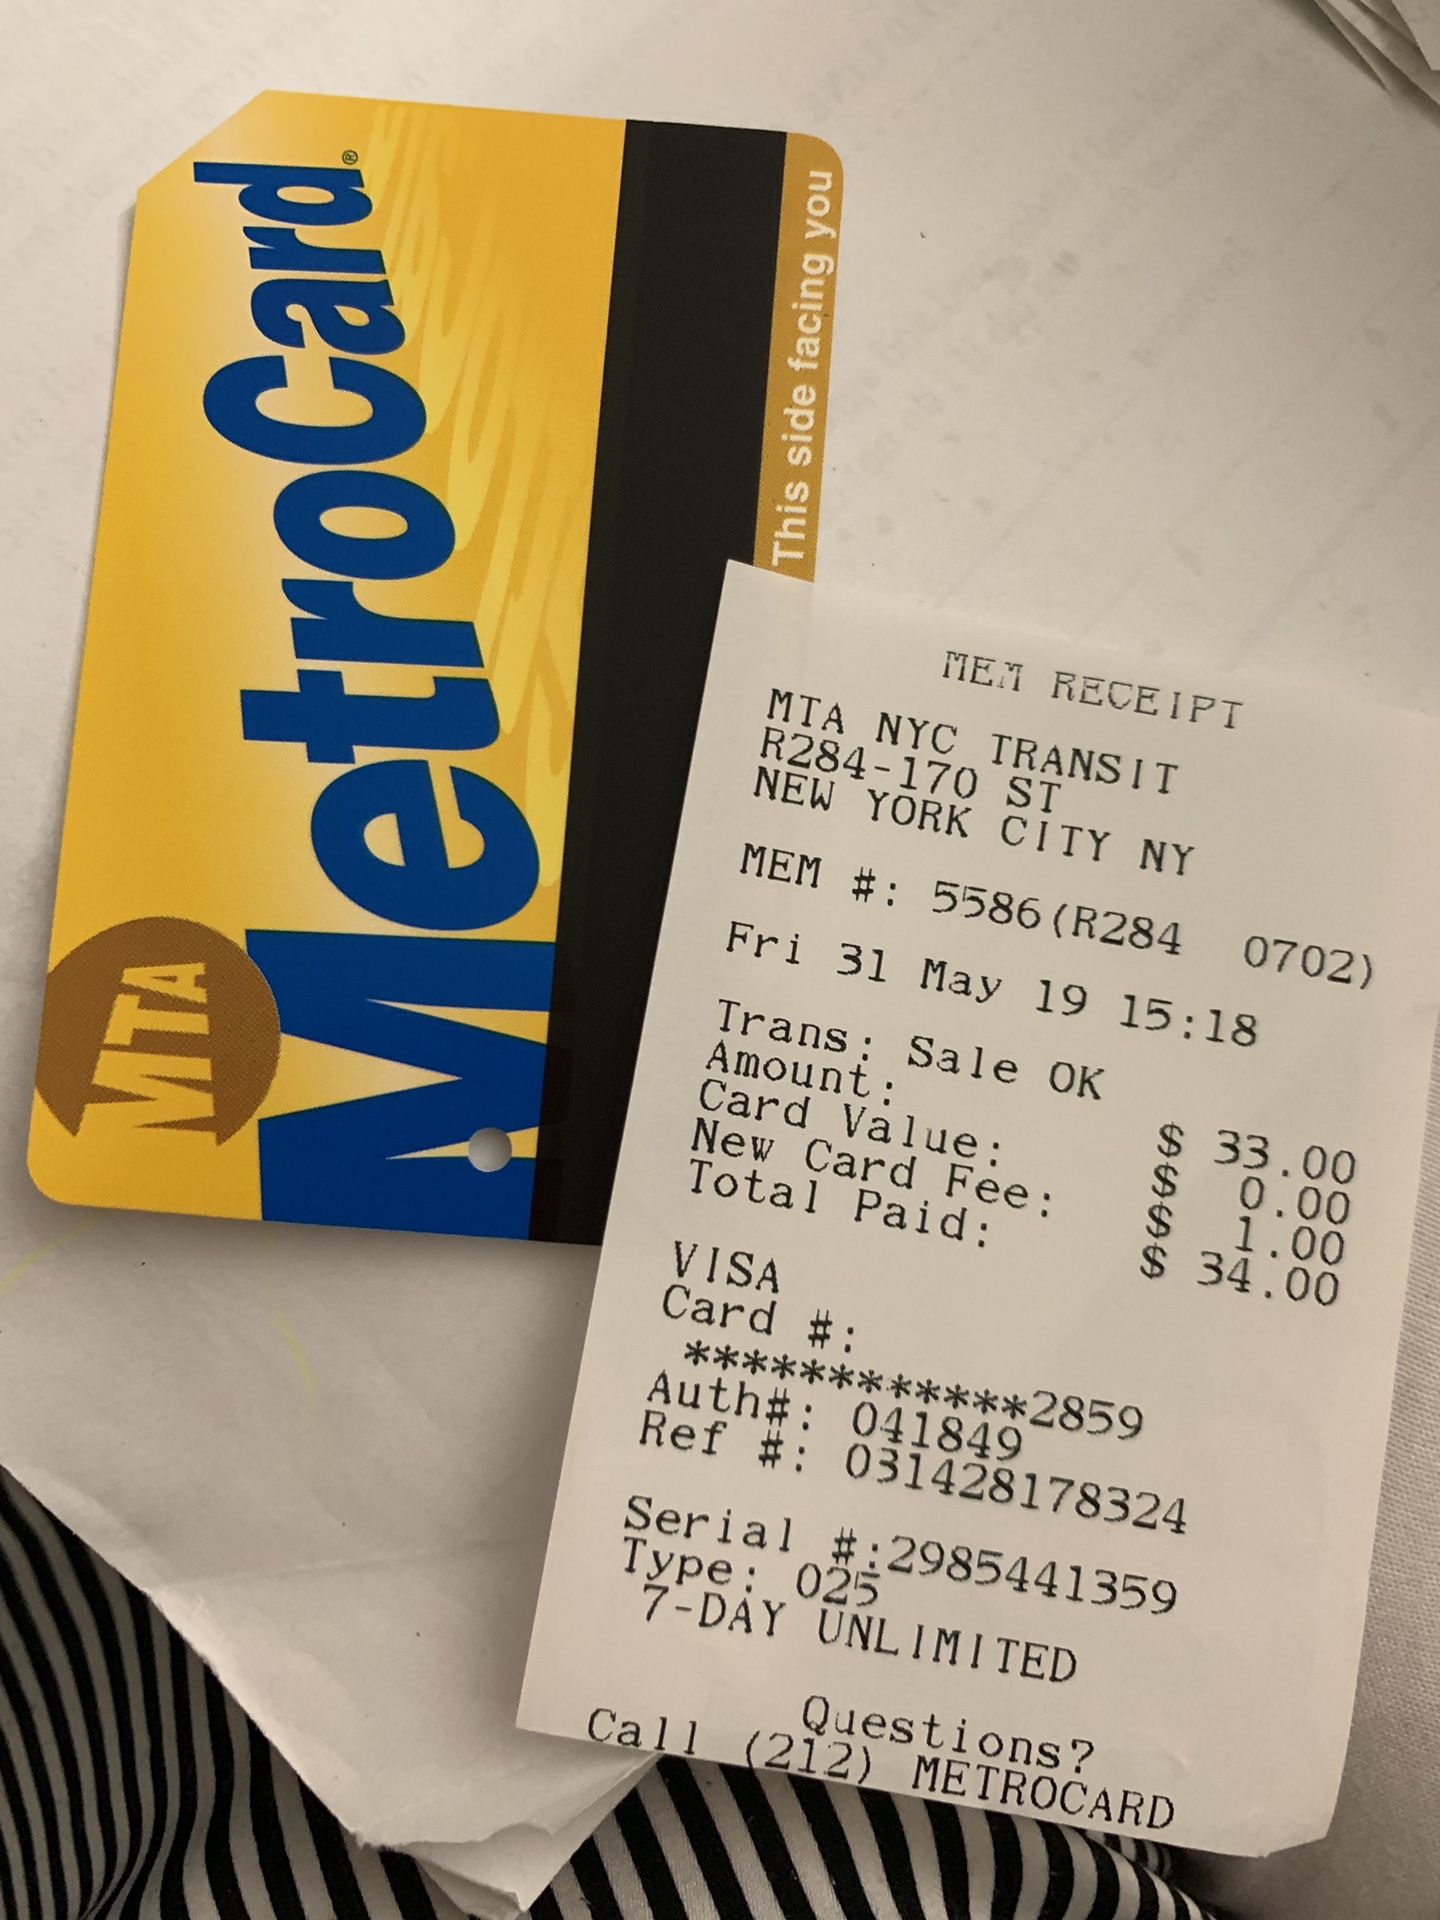 MetroCard®
MTA
This side facing you
MEM RECEIPT
MTA NYC TRANSIT
R284-170 ST
NEW YORK CITY NY
MEM #: 5586(R284 0702)
Fri 31 May 19 15:18
Trans: Sale OK
Amount: $ 33.00
Card Value: $ 0.00
New Card Fee: $ 1.00
Total Paid: $ 34.00
VISA
Card #:
************2859
Auth#: 041849
Ref #: 031428178324
Serial #:2985441359
Type: 025
7-DAY UNLIMITED
Questions?
Call (212) METROCARD